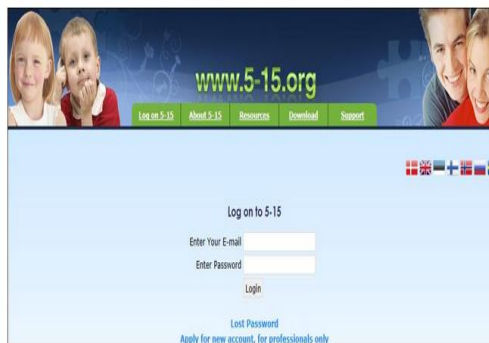 www.5-15.org
Log on 5-15 About 5-15 Resources Download Support
Log on to 5-15
Enter Your E-mail
Enter Password
Login
Lost Password
Apply for new account, for professionals only